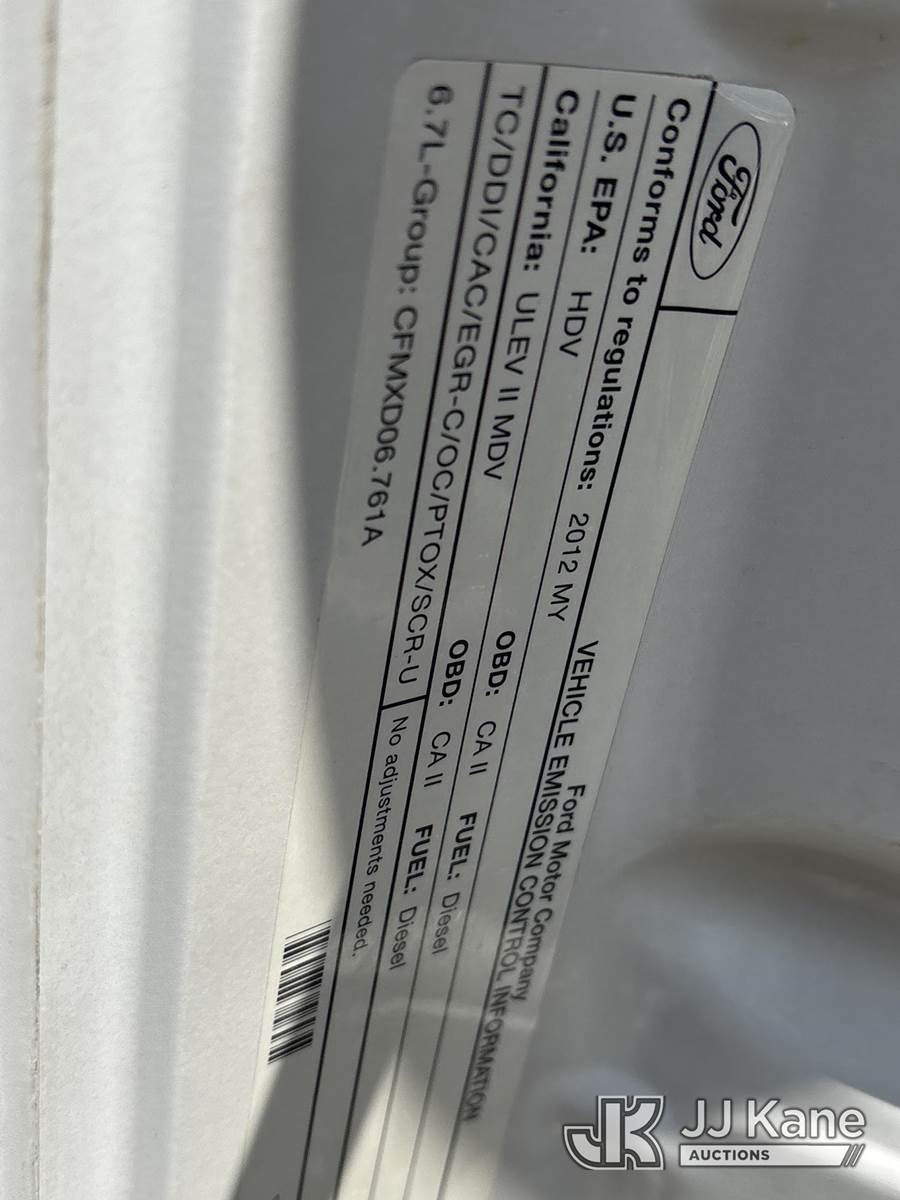 Ford
Ford Motor Company
VEHICLE EMISSION CONTROL INFORMATION
Conforms to regulations: 2012 MY
U.S. EPA: HDV OBD: CA II FUEL: Diesel
California: ULEV II MDV OBD: CA II FUEL: Diesel
TC/DDI/CAC/EGR-C/OC/PTOX/SCR-U No adjustments needed.
6.7L-Group: CFMXD06.761A
JK JJ Kane
AUCTIONS